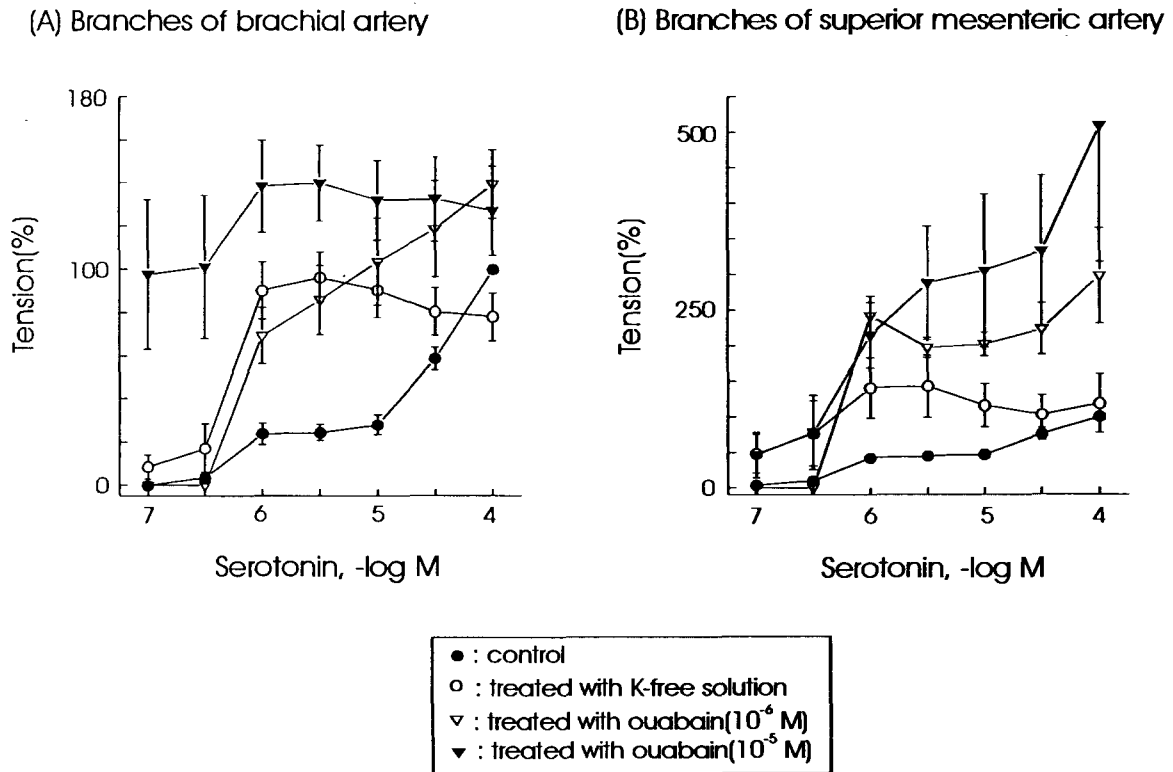 (A) Branches of brachial artery
(B) Branches of superior mesenteric artery
180
100
0
Tension(%)
7 6 5 4
Serotonin, -log M
500
250
0
Tension(%)
7 6 5 4
Serotonin, -log M
● : control
○ : treated with K-free solution
▽ : treated with ouabain(10⁻⁶ M)
▼ : treated with ouabain(10⁻⁵ M)